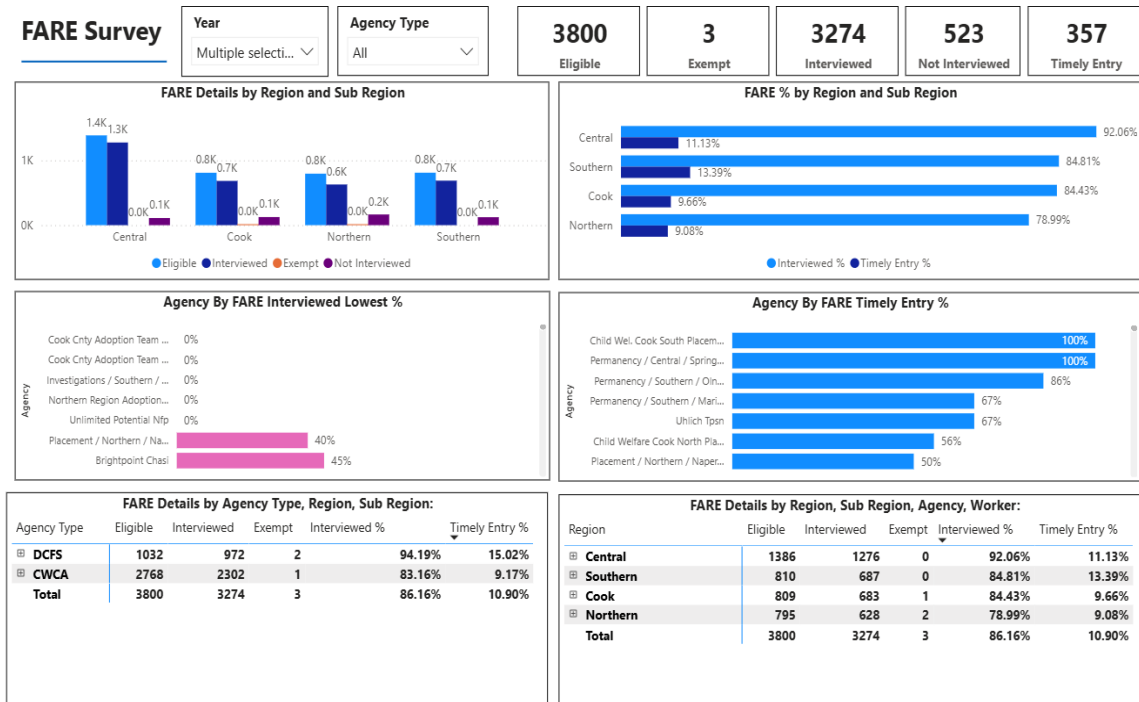 FARE Survey
Year
Multiple selecti...
Agency Type
All
3800
Eligible
3
Exempt
3274
Interviewed
523
Not Interviewed
357
Timely Entry
FARE Details by Region and Sub Region
1K
0K
1.4K 1.3K 0.0K 0.1K
0.8K 0.7K 0.0K 0.1K
0.8K 0.6K 0.0K 0.2K
0.8K 0.7K 0.0K 0.1K
Central Cook Northern Southern
Eligible Interviewed Exempt Not Interviewed
FARE % by Region and Sub Region
Central 92.06%
11.13%
Southern 84.81%
13.39%
Cook 84.43%
9.66%
Northern 78.99%
9.08%
Interviewed % Timely Entry %
Agency By FARE Interviewed Lowest %
Agency
Cook Cnty Adoption Team ... 0%
Cook Cnty Adoption Team ... 0%
Investigations / Southern / ... 0%
Northern Region Adoption... 0%
Unlimited Potential Nfp 0%
Placement / Northern / Na... 40%
Brightpoint Chasi 45%
Agency By FARE Timely Entry %
Agency
Child Wel. Cook South Placem... 100%
Permanency / Central / Spring... 100%
Permanency / Southern / Oln... 86%
Permanency / Southern / Mari... 67%
Uhlich Tpsn 67%
Child Welfare Cook North Pla... 56%
Placement / Northern / Naper... 50%
FARE Details by Agency Type, Region, Sub Region:
Agency Type Eligible Interviewed Exempt Interviewed % Timely Entry %
DCFS 1032 972 2 94.19% 15.02%
CWCA 2768 2302 1 83.16% 9.17%
Total 3800 3274 3 86.16% 10.90%
FARE Details by Region, Sub Region, Agency, Worker:
Region Eligible Interviewed Exempt Interviewed % Timely Entry %
Central 1386 1276 0 92.06% 11.13%
Southern 810 687 0 84.81% 13.39%
Cook 809 683 1 84.43% 9.66%
Northern 795 628 2 78.99% 9.08%
Total 3800 3274 3 86.16% 10.90%